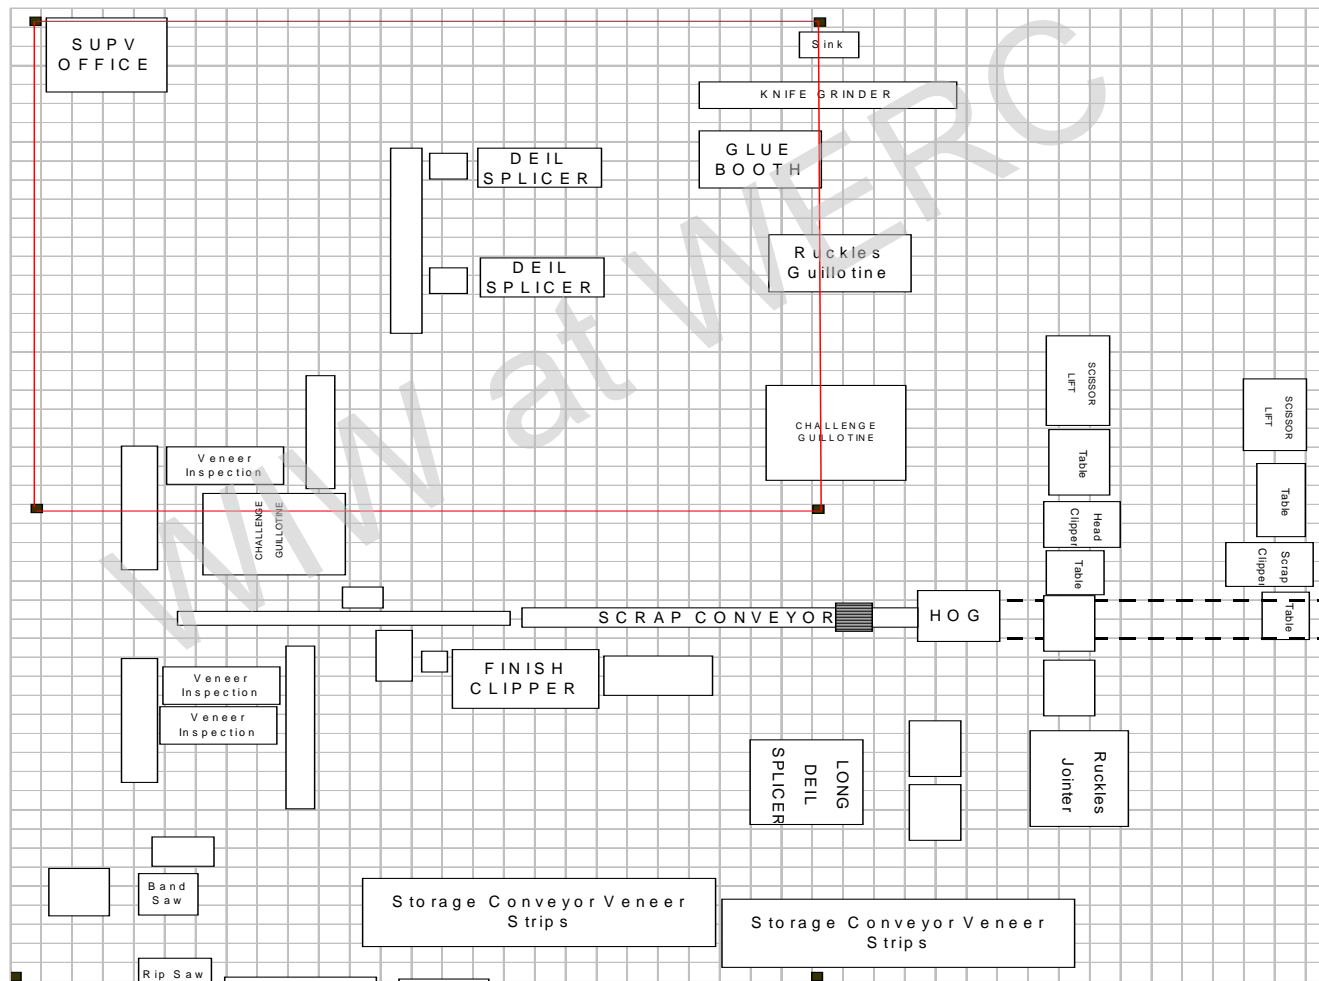 SUPV
OFFICE
Sink
KNIFE GRINDER
GLUE
BOOTH
DEIL
SPLICER
DEIL
SPLICER
Ruckles
Guillotine
SCISSOR
LIFT
SCISSOR
LIFT
CHALLENGE
GUILLOTINE
Veneer
Inspection
Table
Table
CHALLENGE
GUILLOTINE
Head
Clipper
Scrap
Clipper
Table
Table
SCRAP CONVEYOR
HOG
FINISH
CLIPPER
Veneer
Inspection
Veneer
Inspection
LONG
DEIL
SPLICER
Ruckles
Jointer
Band
Saw
Storage Conveyor Veneer
Strips
Storage Conveyor Veneer
Strips
Rip Saw
WIW at WERC